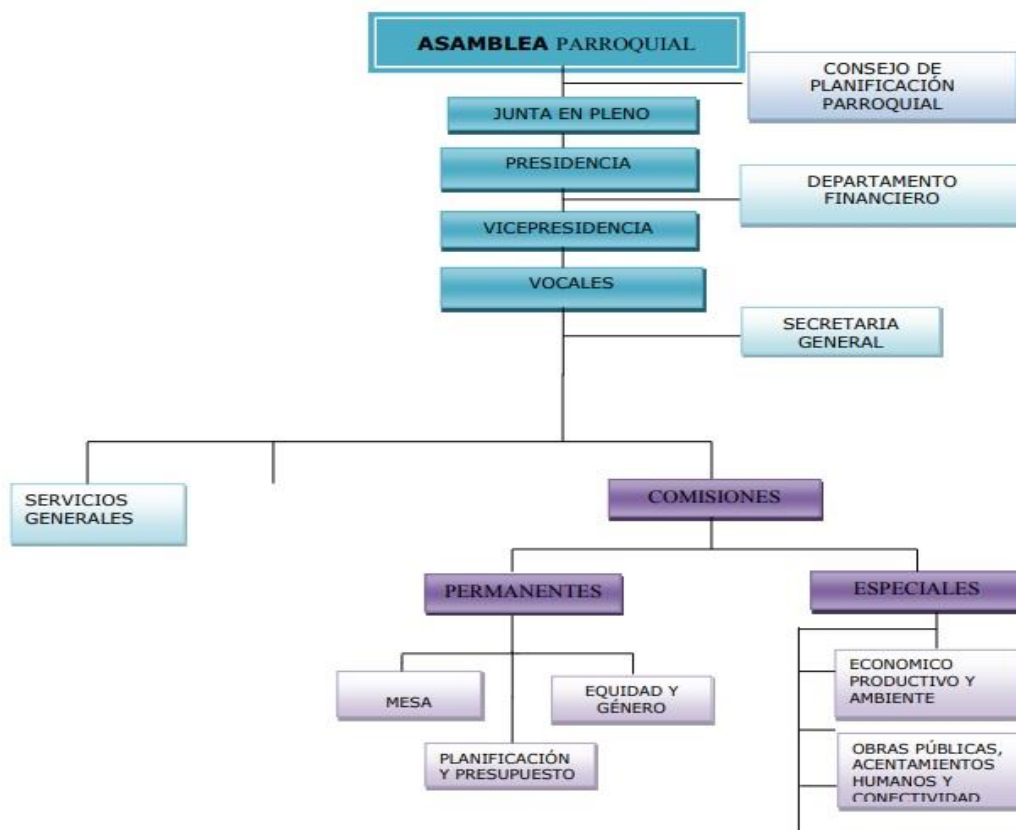 ASAMBLEA PARROQUIAL
CONSEJO DE
PLANIFICACIÓN
PARROQUIAL
JUNTA EN PLENO
PRESIDENCIA
DEPARTAMENTO
FINANCIERO
VICEPRESIDENCIA
VOCALES
SECRETARIA
GENERAL
SERVICIOS
GENERALES
COMISIONES
PERMANENTES
ESPECIALES
MESA
EQUIDAD Y
GÉNERO
PLANIFICACIÓN
Y PRESUPUESTO
ECONOMICO
PRODUCTIVO Y
AMBIENTE
OBRAS PÚBLICAS,
ACENTAMIENTOS
HUMANOS Y
CONECTIVIDAD